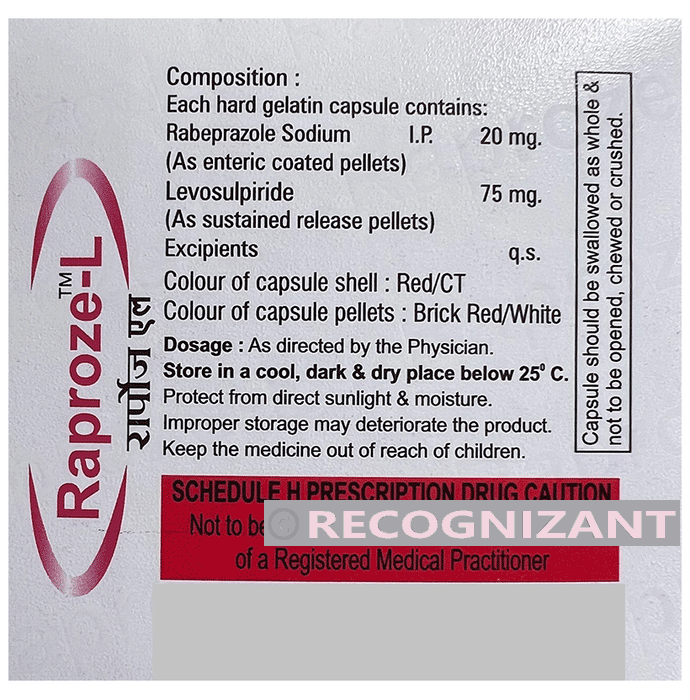 Composition :
Each hard gelatin capsule contains:
Rabeprazole Sodium I.P. 20 mg.
(As enteric coated pellets)
Levosulpiride 75 mg.
(As sustained release pellets)
Excipients q.s.
Colour of capsule shell : Red/CT
Colour of capsule pellets : Brick Red/White
Dosage : As directed by the Physician.
Store in a cool, dark & dry place below 25⁰ C.
Protect from direct sunlight & moisture.
Improper storage may deteriorate the product.
Keep the medicine out of reach of children.
SCHEDULE H PRESCRIPTION DRUG CAUTION
Not to be
of a Registered Medical Practitioner
RECOGNIZANT
Raproze-L™
रार्पोज एल
Capsule should be swallowed as whole &
not to be opened, chewed or crushed.